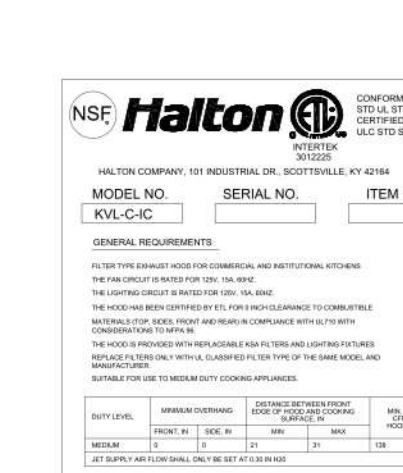 NSF
Halton
INTERTEK
3012225
CONFORM
STD UL ST
CERTIFIED
ULC STD S
HALTON COMPANY, 101 INDUSTRIAL DR., SCOTTSVILLE, KY 42164
MODEL NO. SERIAL NO. ITEM
KVL-C-IC
GENERAL REQUIREMENTS
FILTER TYPE EXHAUST HOOD FOR COMMERCIAL AND INSTITUTIONAL KITCHENS
THE FAN CIRCUIT IS RATED FOR 125V, 15A, 60HZ.
THE LIGHTING CIRCUIT IS RATED FOR 120V, 15A, 60HZ.
THE HOOD HAS BEEN CERTIFIED BY ETL FOR 0 INCH CLEARANCE TO COMBUSTIBLE
MATERIALS (TOP, SIDES, FRONT AND REAR) IN COMPLIANCE WITH UL710 WITH
CONSIDERATIONS TO NFPA 96.
THE HOOD IS PROVIDED WITH REPLACEABLE KSA FILTERS AND LIGHTING FIXTURES
REPLACE FILTERS ONLY WITH UL CLASSIFIED FILTER TYPE OF THE SAME MODEL AND
MANUFACTURER.
SUITABLE FOR USE TO MEDIUM DUTY COOKING APPLIANCES.
DUTY LEVEL MINIMUM OVERHANG DISTANCE BETWEEN FRONT
EDGE OF HOOD AND COOKING
SURFACE, IN MIN.
CF
HOO
FRONT, IN SIDE, IN MIN MAX
MEDIUM 0 0 21 31 138
JET SUPPLY AIR FLOW SHALL ONLY BE SET AT 0.30 IN H20